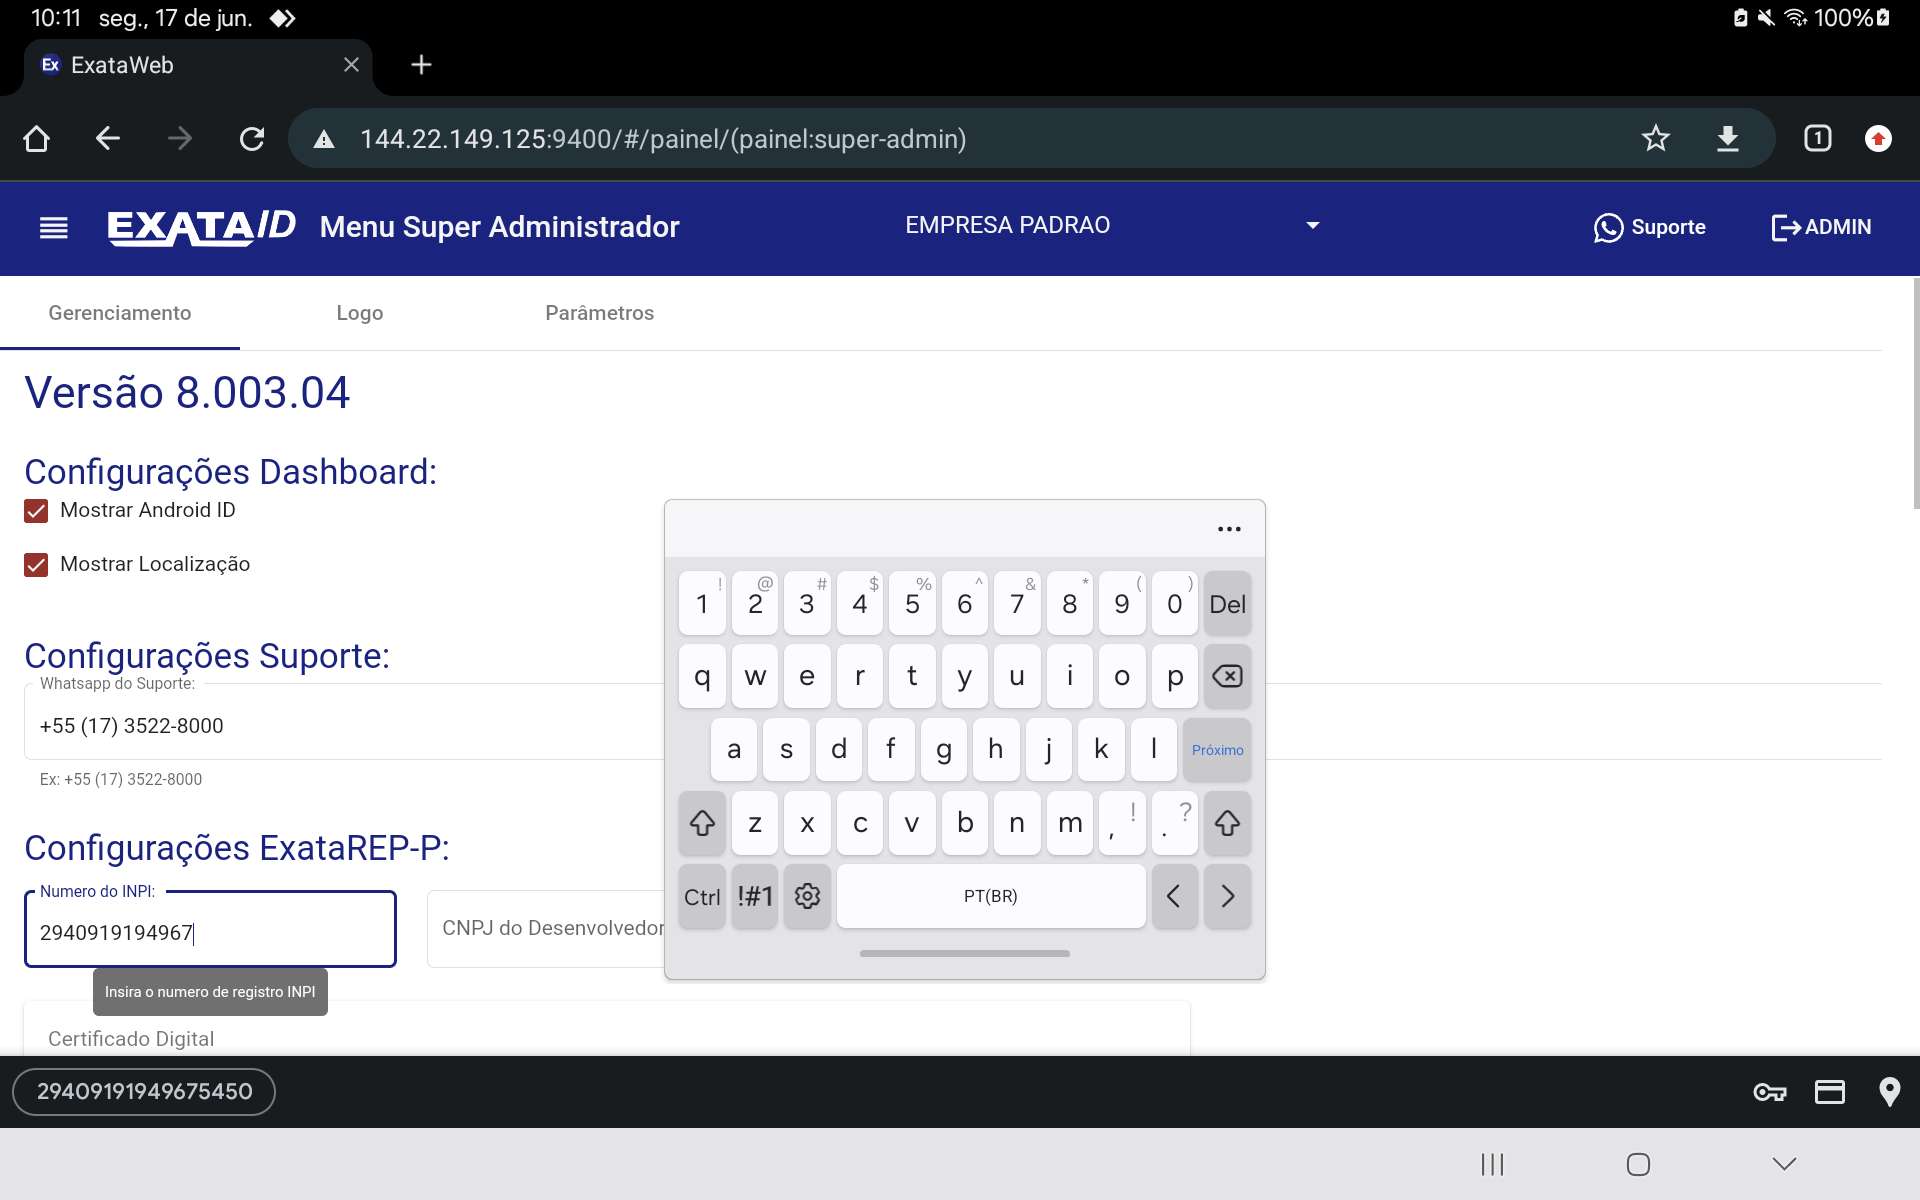 10:11 seg., 17 de jun. 100%
Ex ExataWeb
144.22.149.125:9400/#/painel/(painel:super-admin) 1
EXATAID Menu Super Administrador EMPRESA PADRAO Suporte ADMIN
Gerenciamento Logo Parâmetros
Versão 8.003.04
Configurações Dashboard:
Mostrar Android ID
Mostrar Localização
Configurações Suporte:
Whatsapp do Suporte:
+55 (17) 3522-8000
Ex: +55 (17) 3522-8000
Configurações ExataREP-P:
Numero do INPI:
2940919194967
CNPJ do Desenvolvedor
Insira o numero de registro INPI
Certificado Digital
! @ # $ % ^ & * ( )
1 2 3 4 5 6 7 8 9 0 Del
q w e r t y u i o p
a s d f g h j k l Próximo
z x c v b n m , ! . ?
Ctrl !#1 PT(BR) < >
29409191949675450